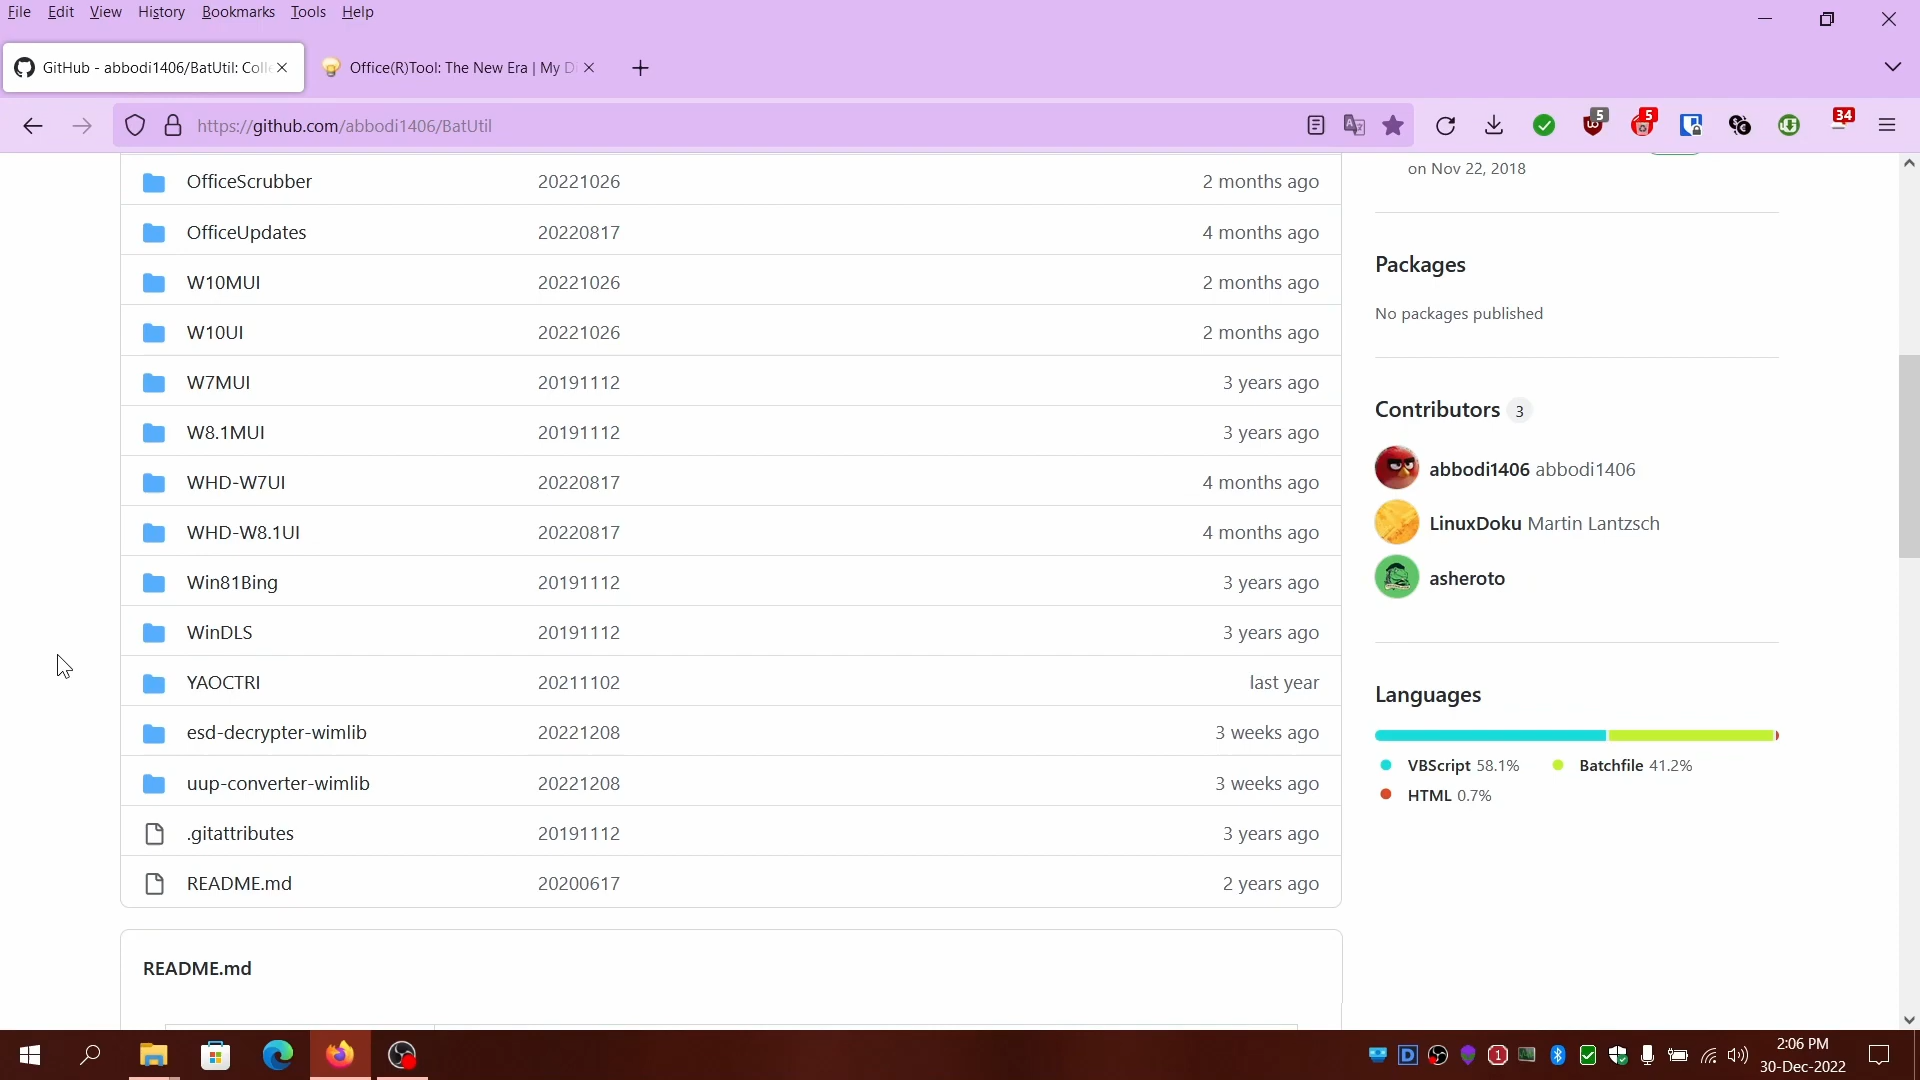 File Edit View History Bookmarks Tools Help
GitHub - abbodi1406/BatUtil: Colle
Office(R)Tool: The New Era | My D
https://github.com/abbodi1406/BatUtil
5
5
34
OfficeScrubber 20221026 2 months ago
OfficeUpdates 20220817 4 months ago
W10MUI 20221026 2 months ago
W10UI 20221026 2 months ago
W7MUI 20191112 3 years ago
W8.1MUI 20191112 3 years ago
WHD-W7UI 20220817 4 months ago
WHD-W8.1UI 20220817 4 months ago
Win81Bing 20191112 3 years ago
WinDLS 20191112 3 years ago
YAOCTRI 20211102 last year
esd-decrypter-wimlib 20221208 3 weeks ago
uup-converter-wimlib 20221208 3 weeks ago
.gitattributes 20191112 3 years ago
README.md 20200617 2 years ago
README.md
on Nov 22, 2018
Packages
No packages published
Contributors 3
abbodi1406 abbodi1406
LinuxDoku Martin Lantzsch
asheroto
Languages
VBScript 58.1% Batchfile 41.2%
HTML 0.7%
2:06 PM
30-Dec-2022